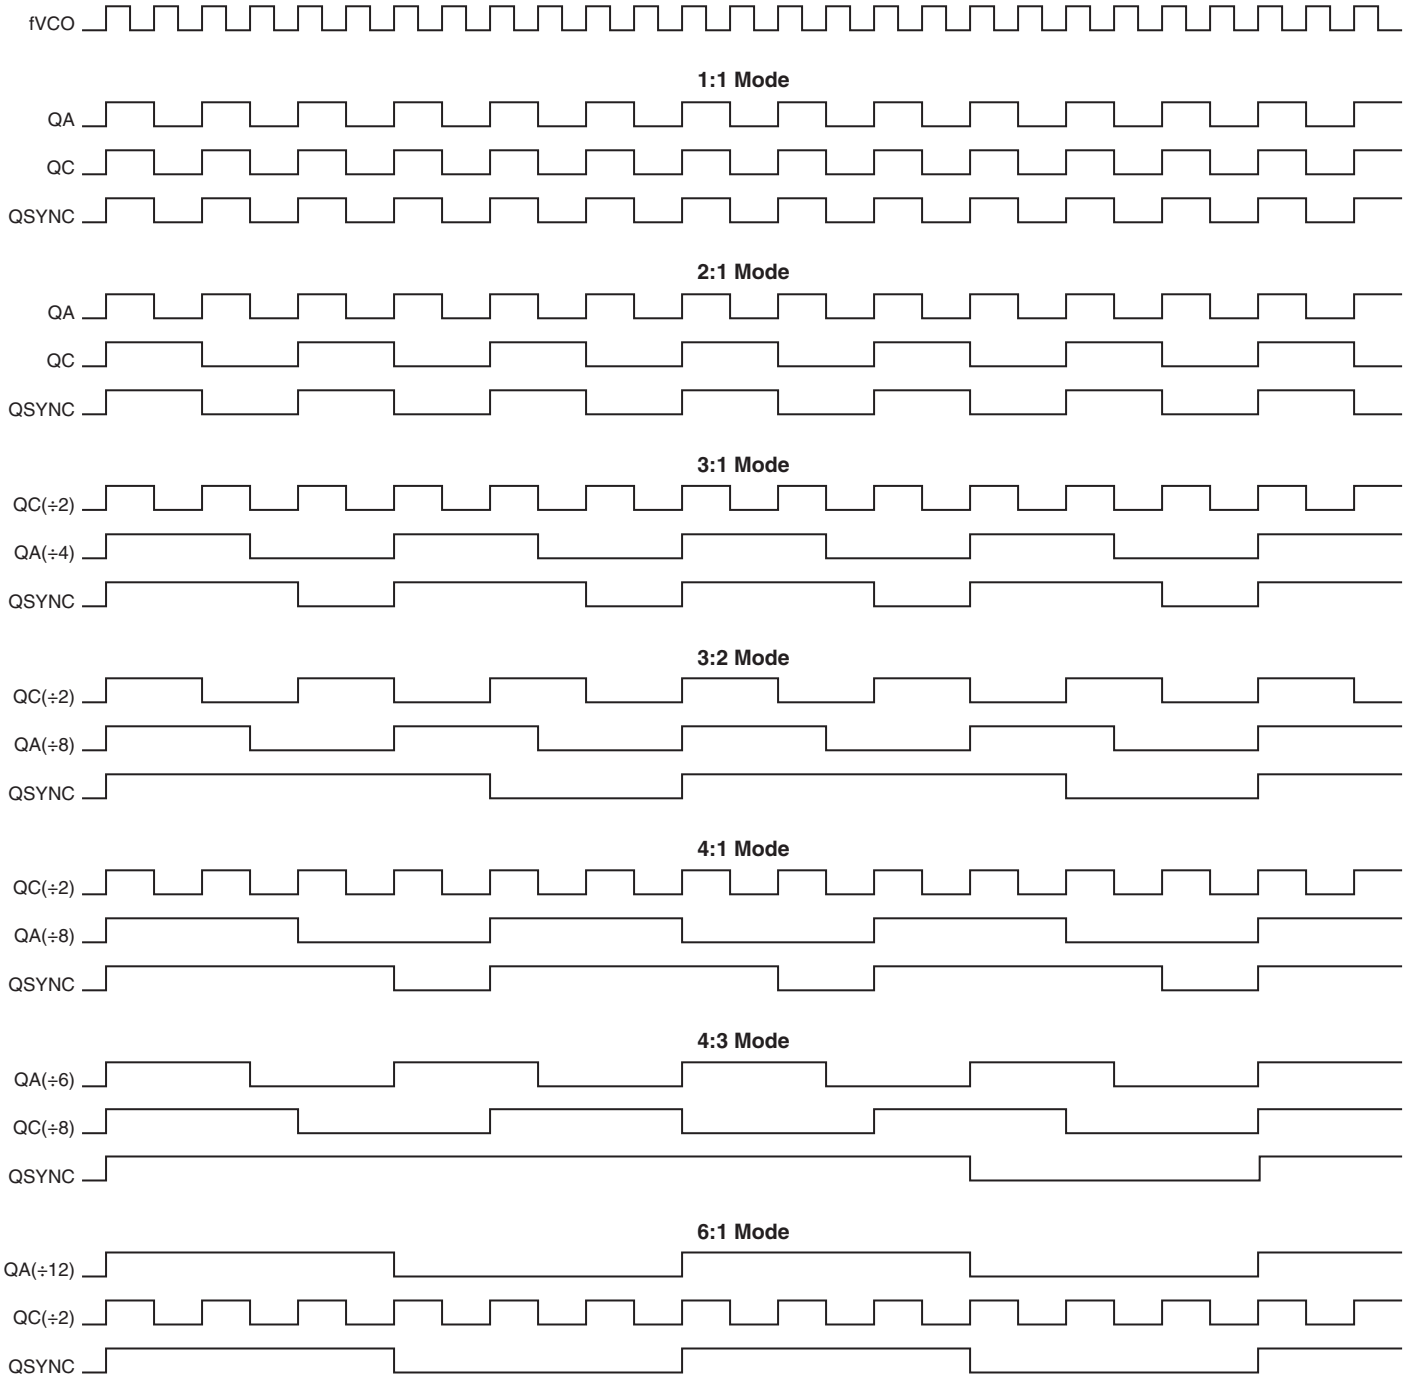 fVCO
1:1 Mode
QA
QC
QSYNC
2:1 Mode
QA
QC
QSYNC
3:1 Mode
QC(÷2)
QA(÷4)
QSYNC
3:2 Mode
QC(÷2)
QA(÷8)
QSYNC
4:1 Mode
QC(÷2)
QA(÷8)
QSYNC
4:3 Mode
QA(÷6)
QC(÷8)
QSYNC
6:1 Mode
QA(÷12)
QC(÷2)
QSYNC